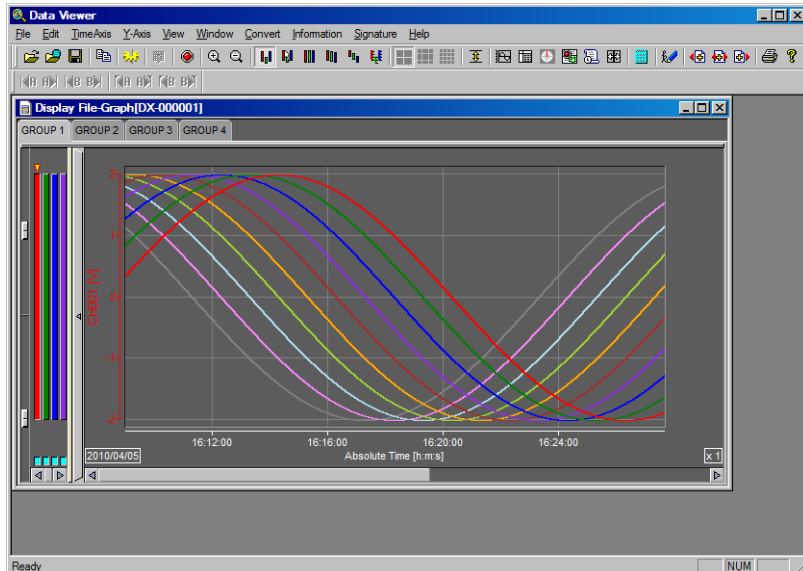 Data Viewer
File Edit TimeAxis Y-Axis View Window Convert Information Signature Help
Display File-Graph[DX-000001]
GROUP 1 GROUP 2 GROUP 3 GROUP 4
2
1
0
-1
-2
16:12:00 16:16:00 16:20:00 16:24:00
2010/04/05 Absolute Time [h:m:s] x 1
Ready NUM